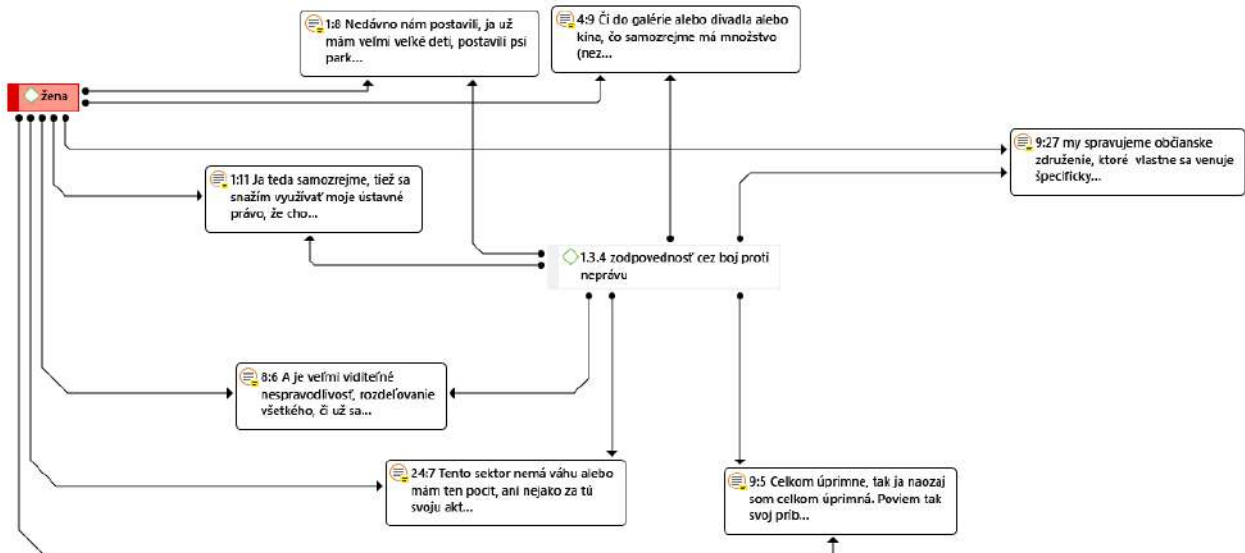 1:8 Nedávno nám postavili, ja už
mám veľmi veľké deti, postavili psí
park...
4:9 Či do galérie alebo divadla alebo
kina, čo samozrejme má množstvo
(nez...
žena
9:27 my spravujeme občianske
združenie, ktoré vlastne sa venuje
špecificky...
1:11 Ja teda samozrejme, tiež sa
snažím využívať moje ústavné
právo, že cho...
1.3.4 zodpovednosť cez boj proti
neprávu
8:6 A je veľmi viditeľné
nespravodlivosť, rozdeľovanie
všetkého, či už sa...
24:7 Tento sektor nemá váhu alebo
mám ten pocit, ani nejako za tú
svoju akt...
9:5 Celkom úprimne, tak ja naozaj
som celkom úprimná. Poviem tak
svoj príb...